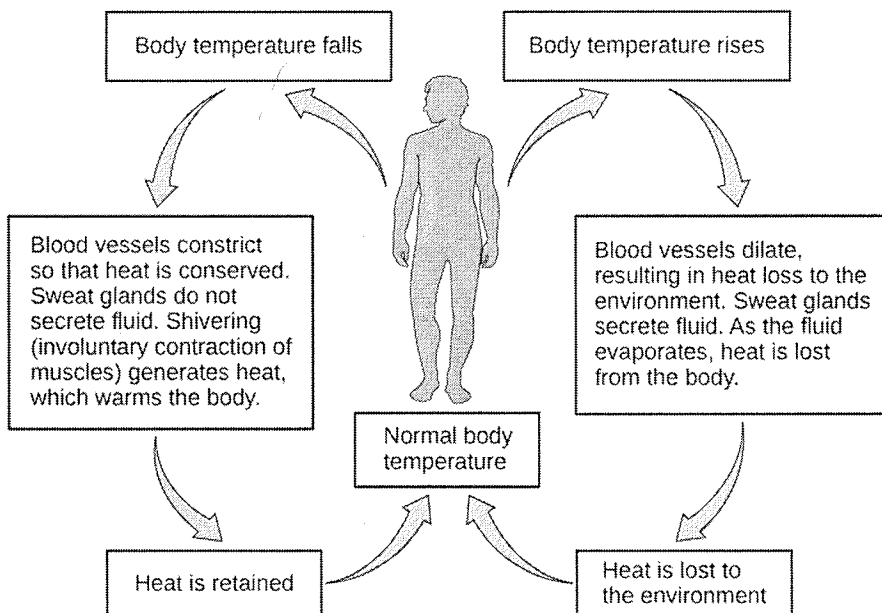 Body temperature falls
Body temperature rises
Blood vessels constrict
so that heat is conserved.
Sweat glands do not
secrete fluid. Shivering
(involuntary contraction of
muscles) generates heat,
which warms the body.
Blood vessels dilate,
resulting in heat loss to the
environment. Sweat glands
secrete fluid. As the fluid
evaporates, heat is lost
from the body.
Normal body
temperature
Heat is retained
Heat is lost to
the environment